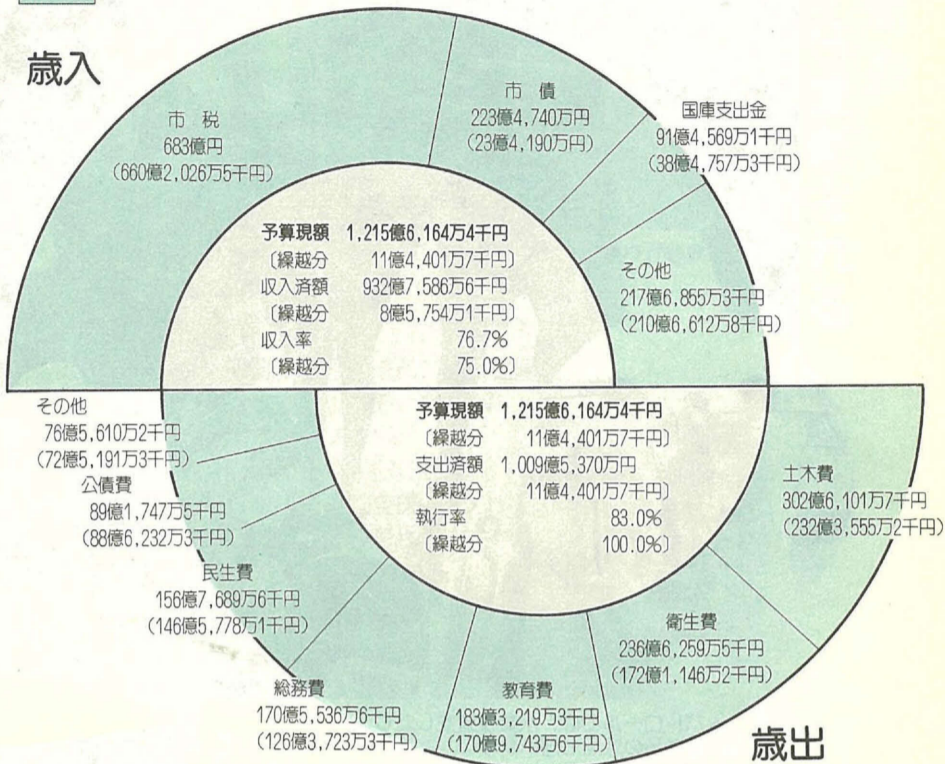 歳入
市 税
683億円
(660億2,026万5千円)
市 債
223億4,740万円
(23億4,190万円)
国庫支出金
91億4,569万1千円
(38億4,757万3千円)
その他
217億6,855万3千円
(210億6,612万8千円)
予算現額 1,215億6,164万4千円
〔繰越分 11億4,401万7千円〕
収入済額 932億7,586万6千円
〔繰越分 8億5,754万1千円〕
収入率 76.7%
〔繰越分 75.0%〕
予算現額 1,215億6,164万4千円
〔繰越分 11億4,401万7千円〕
支出済額 1,009億5,370万円
〔繰越分 11億4,401万7千円〕
執行率 83.0%
〔繰越分 100.0%〕
その他
76億5,610万2千円
(72億5,191万3千円)
公債費
89億1,747万5千円
(88億6,232万3千円)
民生費
156億7,689万6千円
(146億5,778万1千円)
総務費
170億5,536万6千円
(126億3,723万3千円)
教育費
183億3,219万3千円
(170億9,743万6千円)
衛生費
236億6,259万5千円
(172億1,146万2千円)
土木費
302億6,101万7千円
(232億3,555万2千円)
歳出